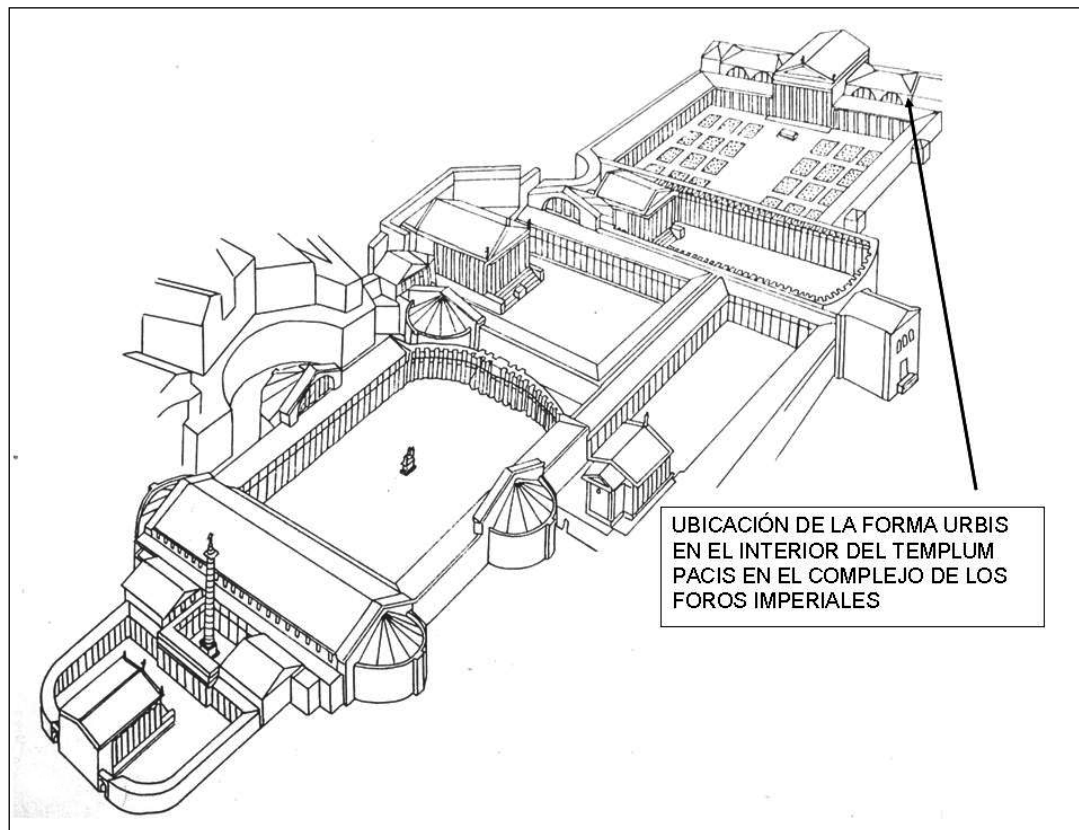 UBICACIÓN DE LA FORMA URBIS
EN EL INTERIOR DEL TEMPLUM
PACIS EN EL COMPLEJO DE LOS
FOROS IMPERIALES